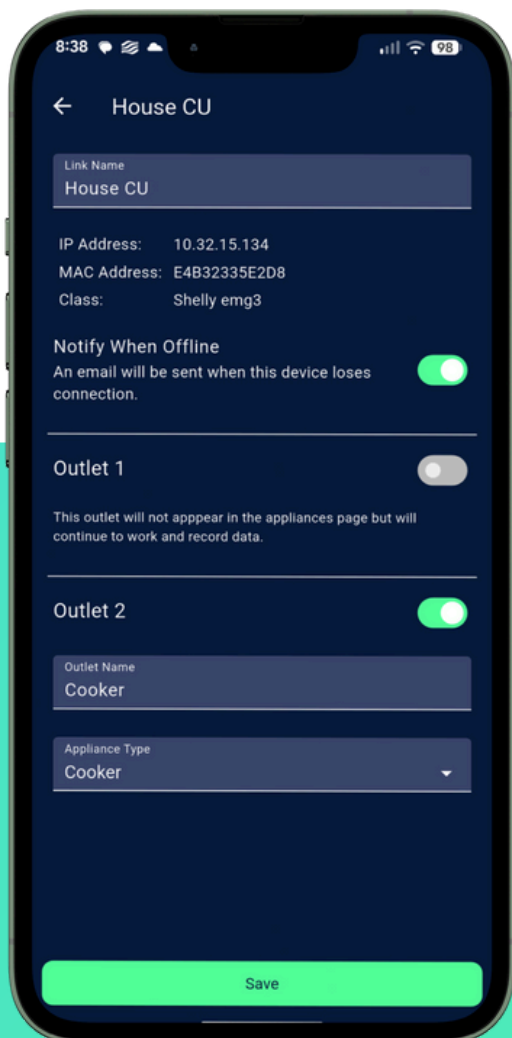 8:38
98
House CU
Link Name
House CU
IP Address: 10.32.15.134
MAC Address: E4B32335E2D8
Class: Shelly emg3
Notify When Offline
An email will be sent when this device loses
connection.
Outlet 1
This outlet will not apppear in the appliances page but will
continue to work and record data.
Outlet 2
Outlet Name
Cooker
Appliance Type
Cooker
Save